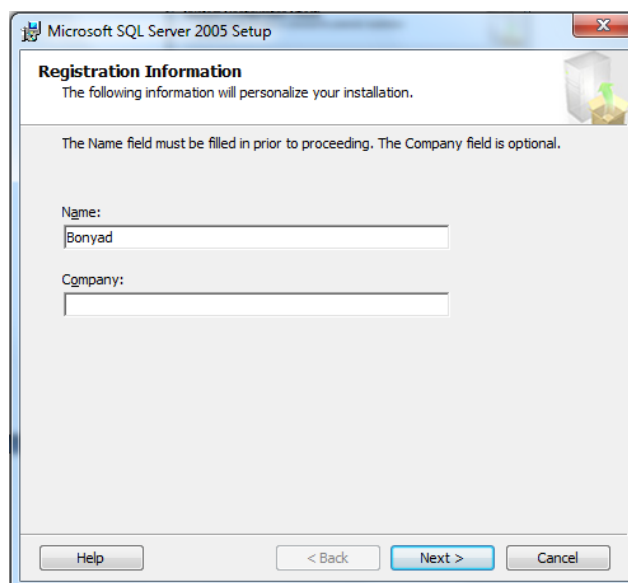 Microsoft SQL Server 2005 Setup
Registration Information
The following information will personalize your installation.
The Name field must be filled in prior to proceeding. The Company field is optional.
Name:
Bonyad
Company:
Help
< Back
Next >
Cancel